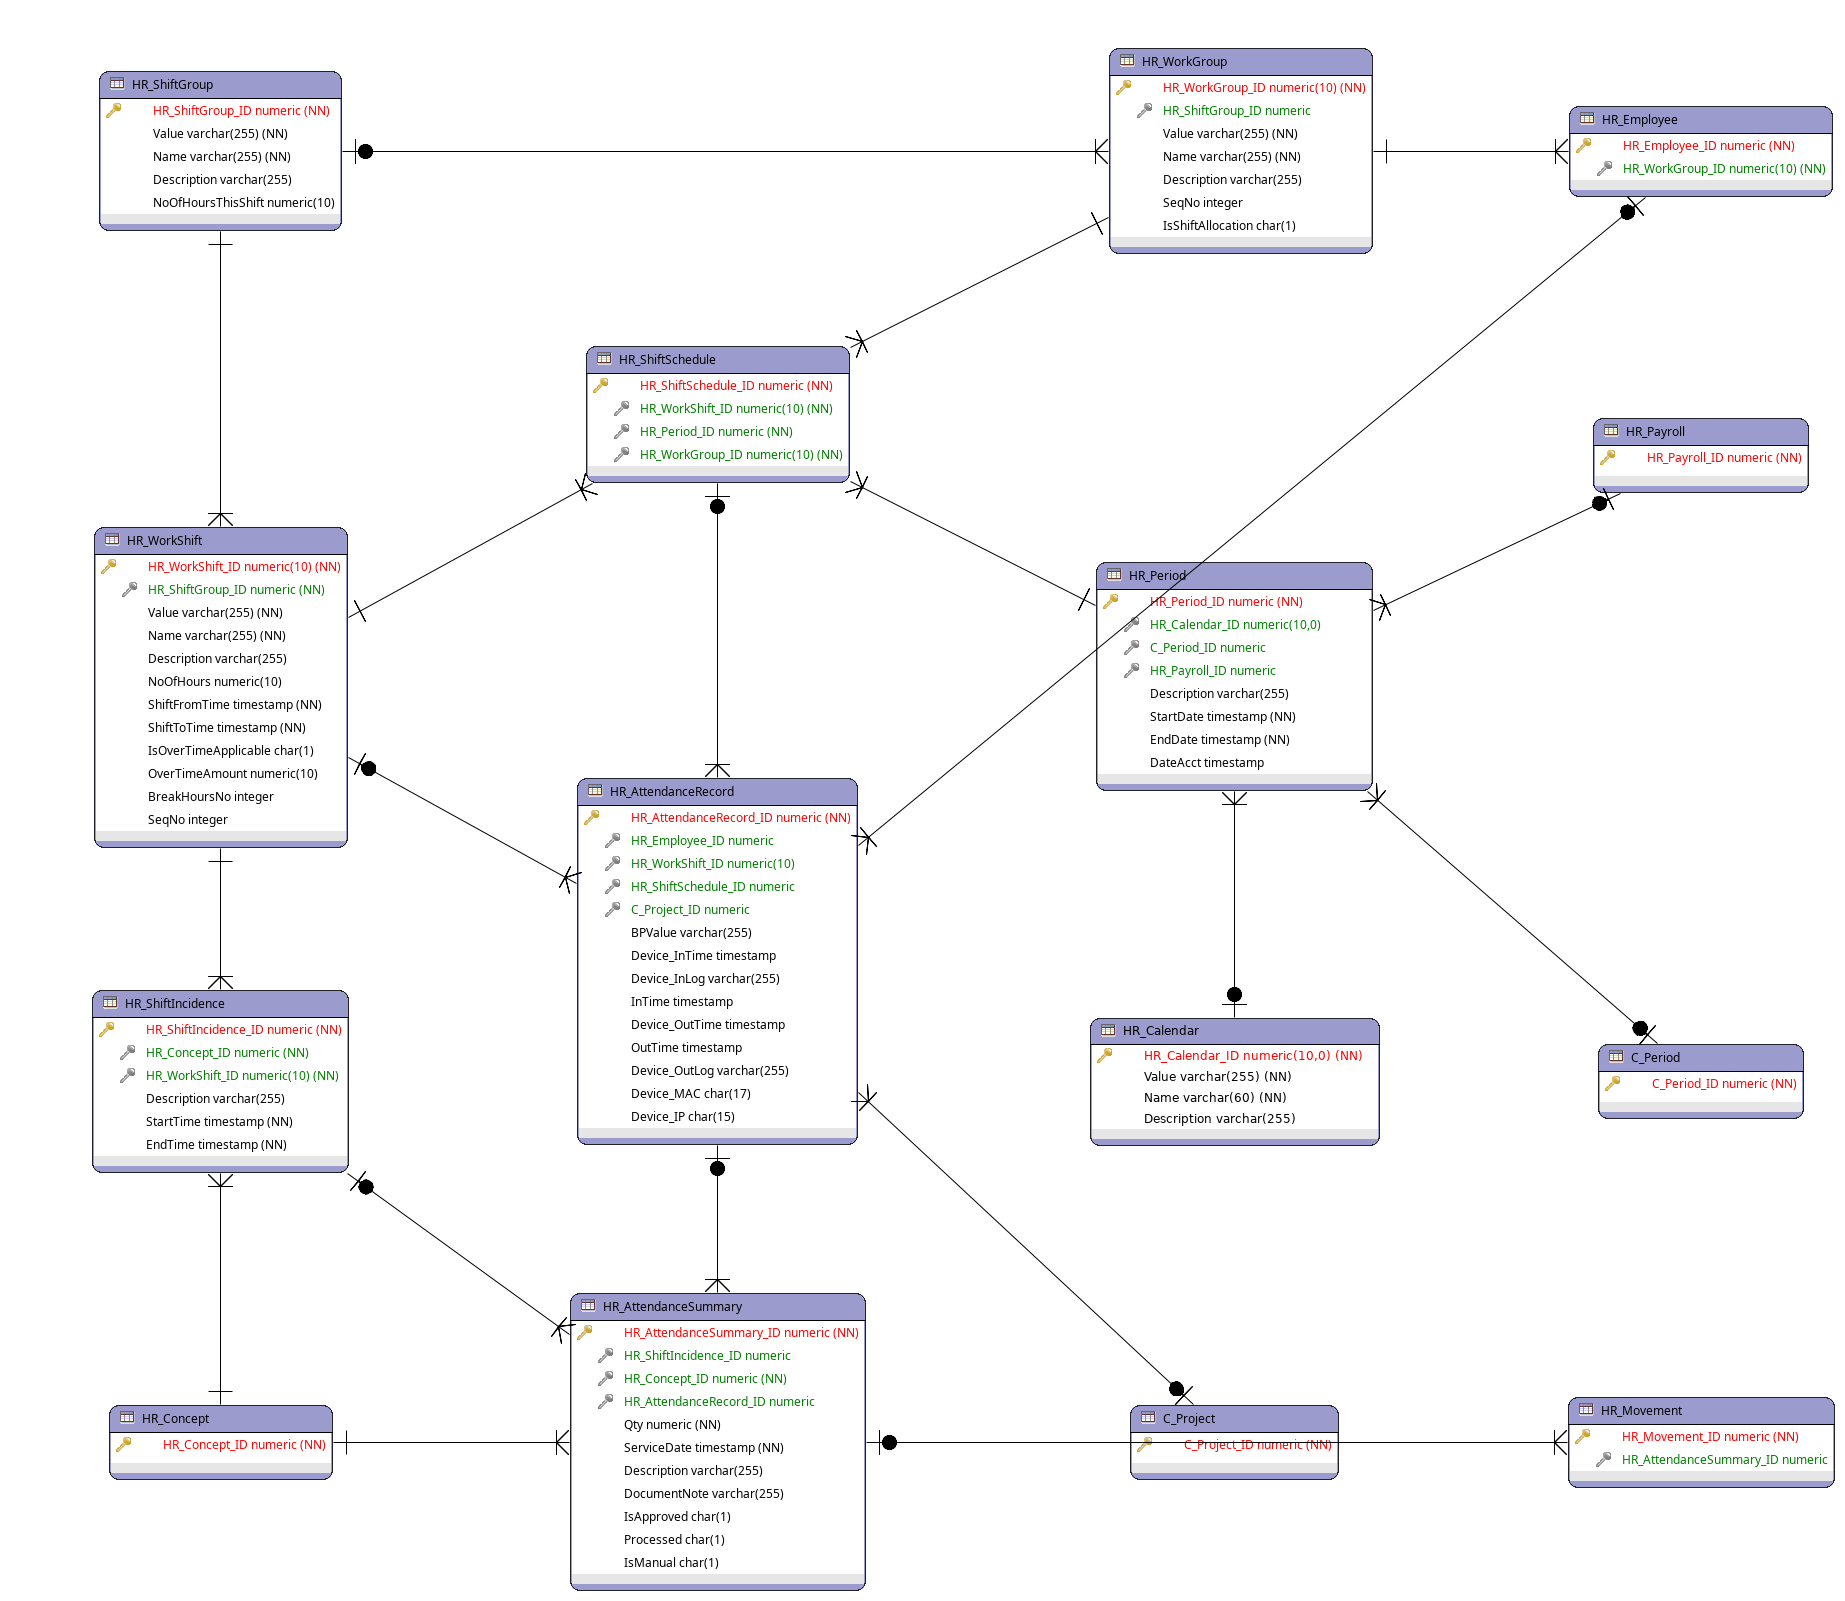 HR_ShiftGroup
HR_ShiftGroup_ID numeric (NN)
Value varchar(255) (NN)
Name varchar(255) (NN)
Description varchar(255)
NoOfHoursThisShift numeric(10)
HR_WorkGroup
HR_WorkGroup_ID numeric(10) (NN)
HR_ShiftGroup_ID numeric
Value varchar(255) (NN)
Name varchar(255) (NN)
Description varchar(255)
SeqNo integer
IsShiftAllocation char(1)
HR_Employee
HR_Employee_ID numeric (NN)
HR_WorkGroup_ID numeric(10) (NN)
HR_ShiftSchedule
HR_ShiftSchedule_ID numeric (NN)
HR_WorkShift_ID numeric(10) (NN)
HR_Period_ID numeric (NN)
HR_WorkGroup_ID numeric(10) (NN)
HR_Payroll
HR_Payroll_ID numeric (NN)
HR_WorkShift
HR_WorkShift_ID numeric(10) (NN)
HR_ShiftGroup_ID numeric (NN)
Value varchar(255) (NN)
Name varchar(255) (NN)
Description varchar(255)
NoOfHours numeric(10)
ShiftFromTime timestamp (NN)
ShiftToTime timestamp (NN)
IsOverTimeApplicable char(1)
OverTimeAmount numeric(10)
BreakHoursNo integer
SeqNo integer
HR_Period
HR_Period_ID numeric (NN)
HR_Calendar_ID numeric(10,0)
C_Period_ID numeric
HR_Payroll_ID numeric
Description varchar(255)
StartDate timestamp (NN)
EndDate timestamp (NN)
DateAcct timestamp
HR_AttendanceRecord
HR_AttendanceRecord_ID numeric (NN)
HR_Employee_ID numeric
HR_WorkShift_ID numeric(10)
HR_ShiftSchedule_ID numeric
C_Project_ID numeric
BPValue varchar(255)
Device_InTime timestamp
Device_InLog varchar(255)
InTime timestamp
Device_OutTime timestamp
OutTime timestamp
Device_OutLog varchar(255)
Device_MAC char(17)
Device_IP char(15)
HR_ShiftIncidence
HR_ShiftIncidence_ID numeric (NN)
HR_Concept_ID numeric (NN)
HR_WorkShift_ID numeric(10) (NN)
Description varchar(255)
StartTime timestamp (NN)
EndTime timestamp (NN)
HR_Calendar
HR_Calendar_ID numeric(10,0) (NN)
Value varchar(255) (NN)
Name varchar(60) (NN)
Description varchar(255)
C_Period
C_Period_ID numeric (NN)
HR_AttendanceSummary
HR_AttendanceSummary_ID numeric (NN)
HR_ShiftIncidence_ID numeric
HR_Concept_ID numeric (NN)
HR_AttendanceRecord_ID numeric
Qty numeric (NN)
ServiceDate timestamp (NN)
Description varchar(255)
DocumentNote varchar(255)
IsApproved char(1)
Processed char(1)
IsManual char(1)
HR_Concept
HR_Concept_ID numeric (NN)
C_Project
C_Project_ID numeric (NN)
HR_Movement
HR_Movement_ID numeric (NN)
HR_AttendanceSummary_ID numeric